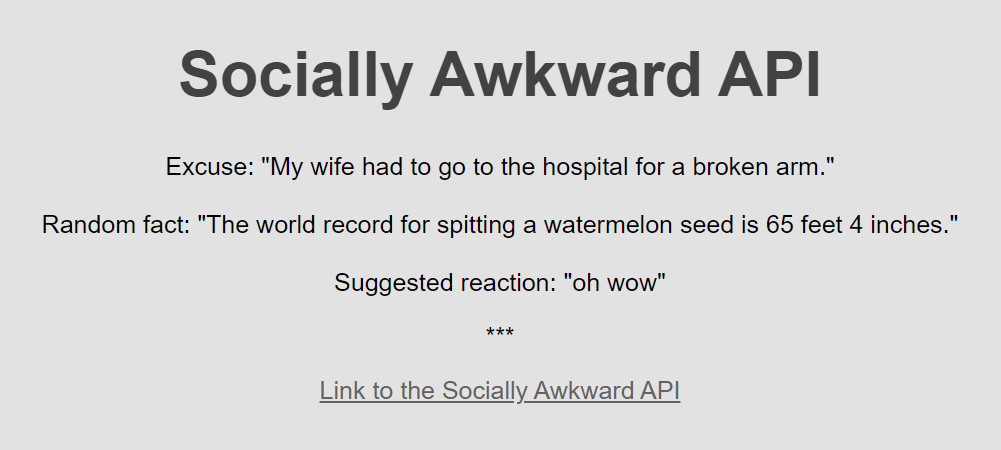 Socially Awkward API
Excuse: "My wife had to go to the hospital for a broken arm."
Random fact: "The world record for spitting a watermelon seed is 65 feet 4 inches."
Suggested reaction: "oh wow"
***
Link to the Socially Awkward API